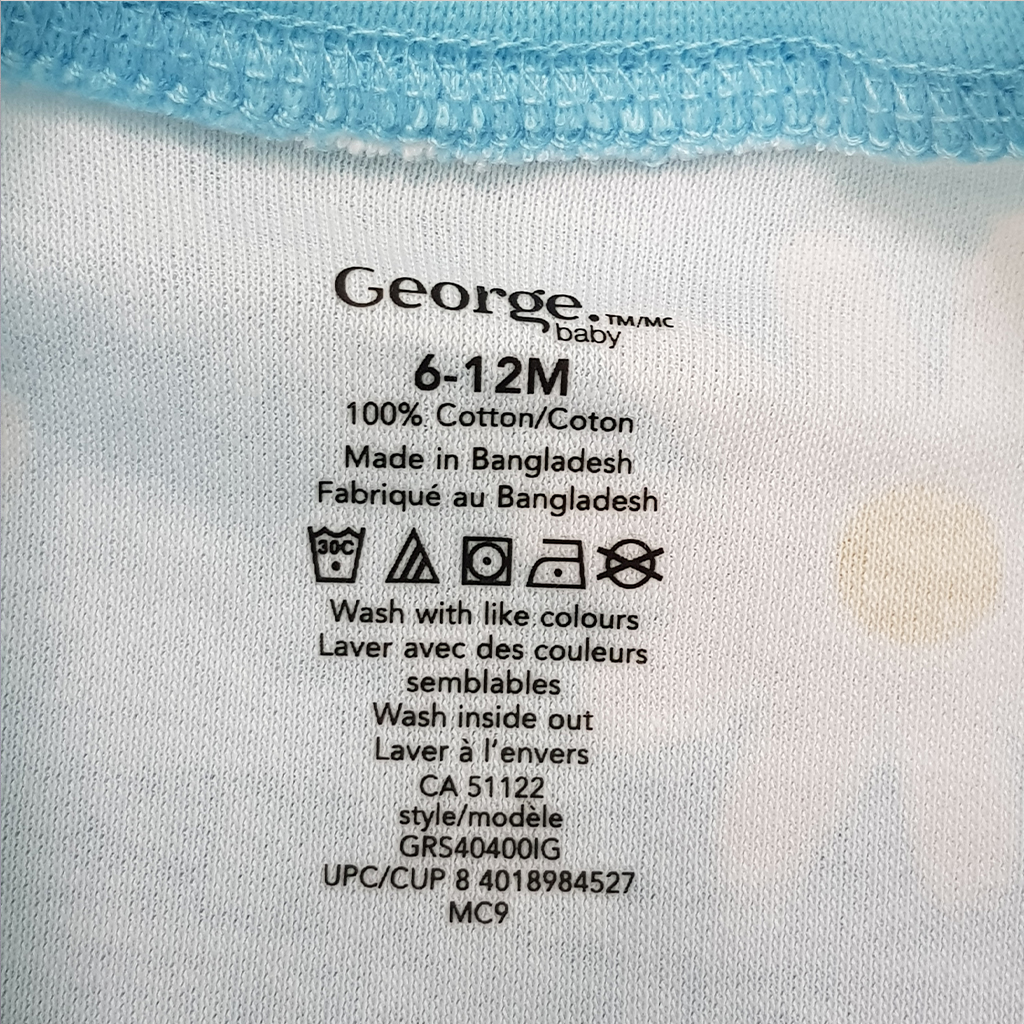 George.™/MC
baby
6-12M
100% Cotton/Coton
Made in Bangladesh
Fabriqué au Bangladesh
30C
Wash with like colours
Laver avec des couleurs
semblables
Wash inside out
Laver à l'envers
CA 51122
style/modèle
GRS40400IG
UPC/CUP 8 4018984527
MC9